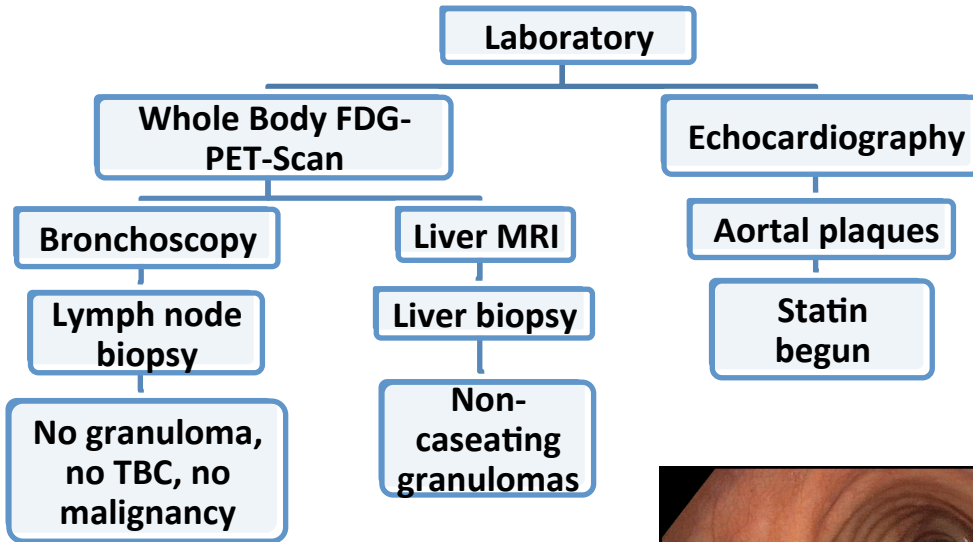 Laboratory
Whole Body FDG-
PET-Scan
Echocardiography
Bronchoscopy
Liver MRI
Aortal plaques
Lymph node
biopsy
Liver biopsy
Statin
begun
No granuloma,
no TBC, no
malignancy
Non-
caseating
granulomas